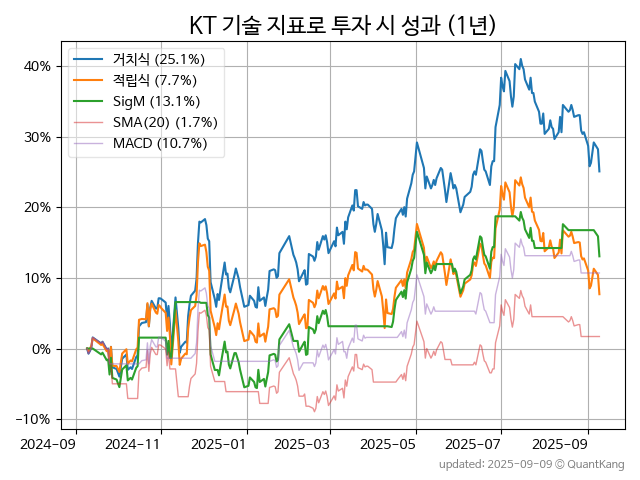 KT 기술 지표로 투자 시 성과 (1년)
거치식 (25.1%)
적립식 (7.7%)
SigM (13.1%)
SMA(20) (1.7%)
MACD (10.7%)
40%
30%
20%
10%
0%
−10%
2024-09
2024-11
2025-01
2025-03
2025-05
2025-07
2025-09
updated: 2025-09-09 © QuantKang